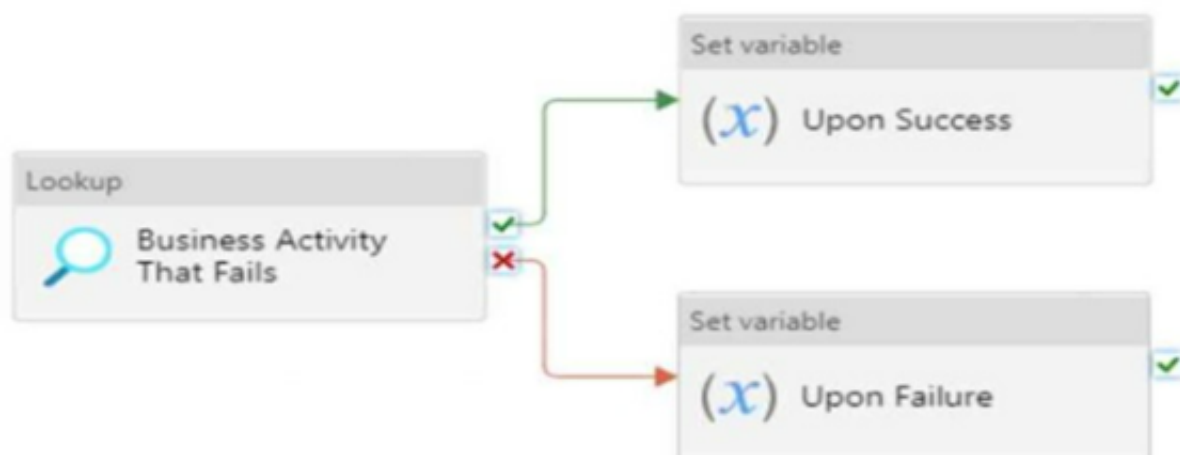 Set variable
(x) Upon Success
Lookup
Business Activity
That Fails
Set variable
(x) Upon Failure